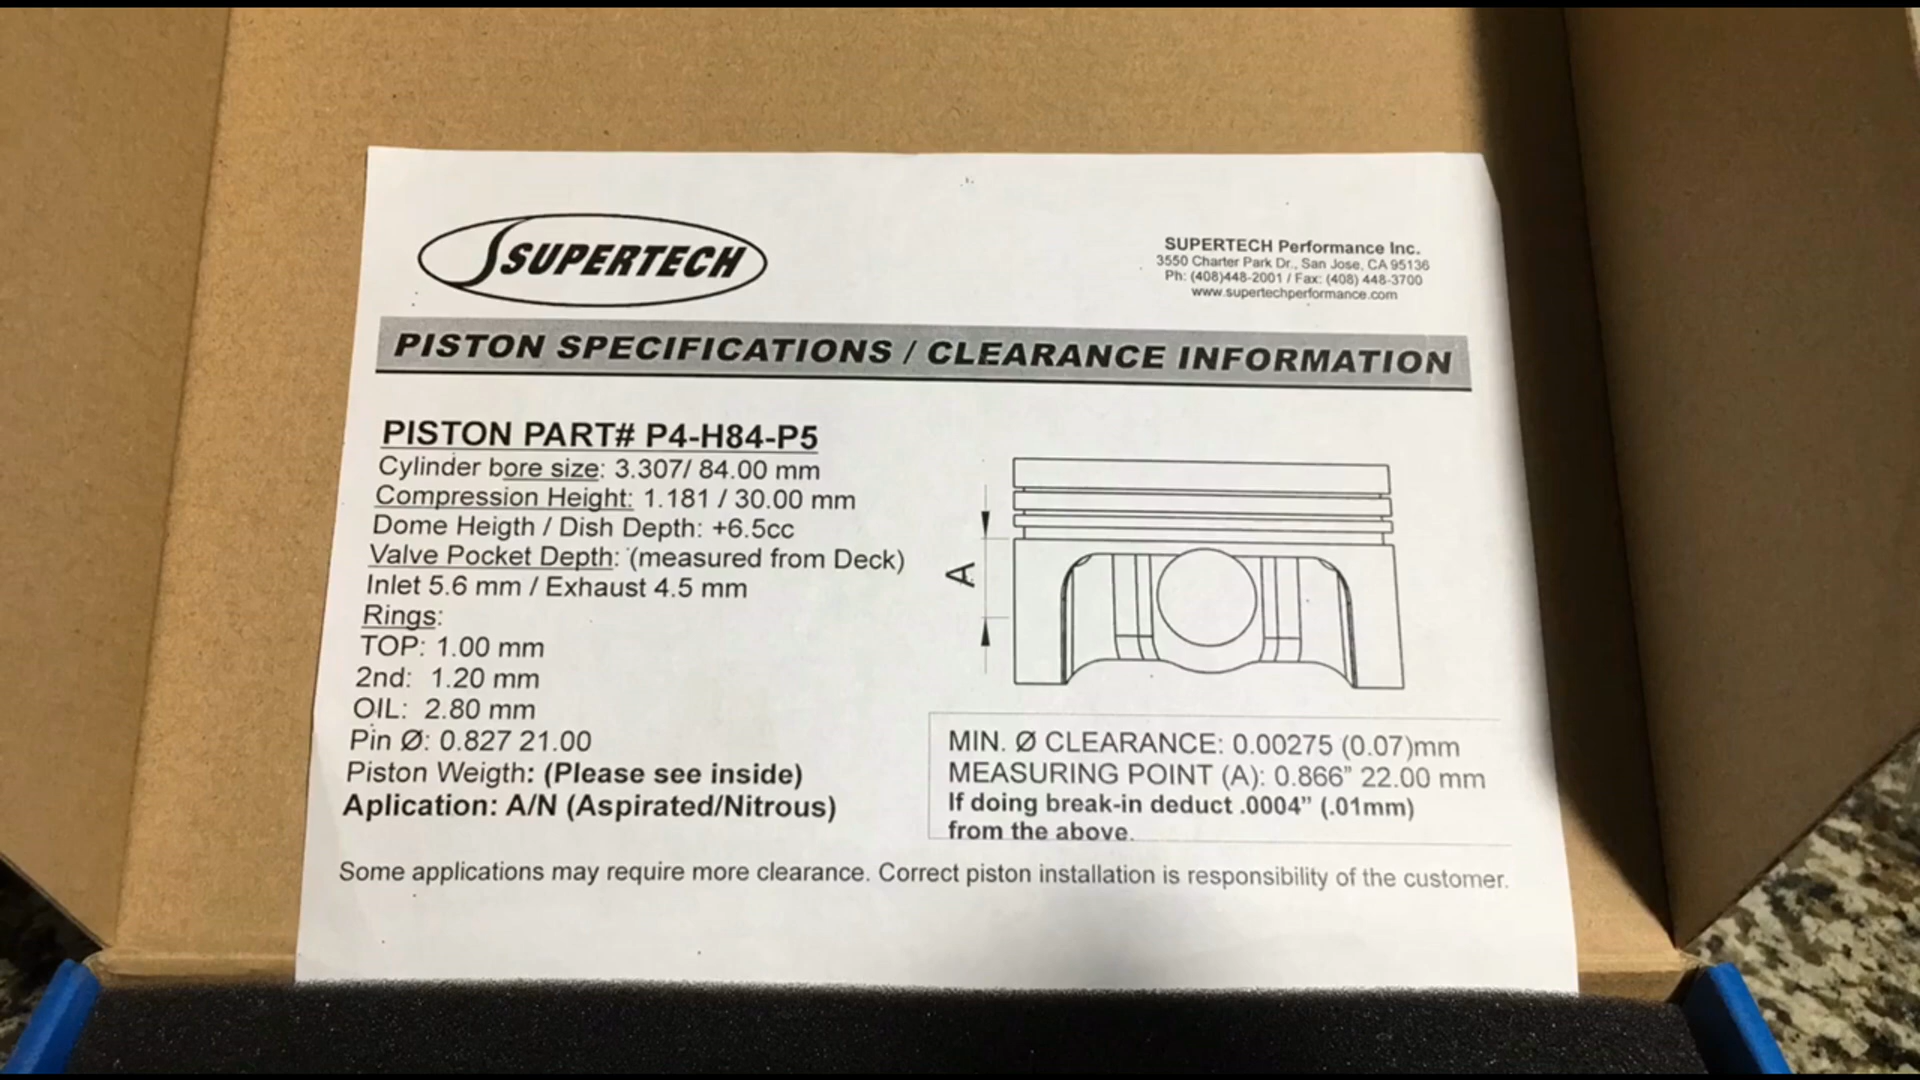 SUPERTECH
SUPERTECH Performance Inc.
3550 Charter Park Dr., San Jose, CA 95136
Ph: (408)448-2001 / Fax: (408) 448-3700
www.supertechperformance.com
PISTON SPECIFICATIONS / CLEARANCE INFORMATION
PISTON PART# P4-H84-P5
Cylinder bore size: 3.307/ 84.00 mm
Compression Height: 1.181 / 30.00 mm
Dome Heigth / Dish Depth: +6.5cc
Valve Pocket Depth: (measured from Deck)
Inlet 5.6 mm / Exhaust 4.5 mm
Rings:
TOP: 1.00 mm
2nd: 1.20 mm
OIL: 2.80 mm
Pin Ø: 0.827 21.00
Piston Weigth: (Please see inside)
Aplication: A/N (Aspirated/Nitrous)
A
MIN. Ø CLEARANCE: 0.00275 (0.07)mm
MEASURING POINT (A): 0.866” 22.00 mm
If doing break-in deduct .0004” (.01mm)
from the above.
Some applications may require more clearance. Correct piston installation is responsibility of the customer.